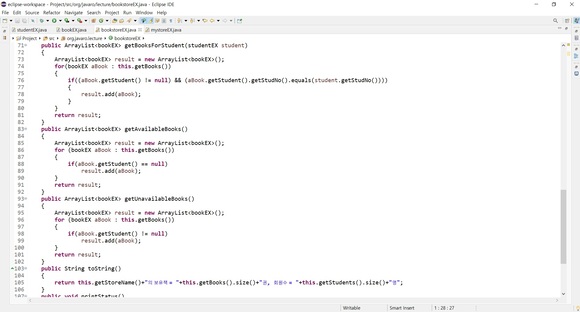 eclipse-workspace - Project/src/org.javaro.lecture/bookstoreEX.java - Eclipse IDE
File Edit Source Refactor Navigate Search Project Run Window Help
studentEX.java bookEX.java bookstoreEX.java mystoreEX.java
Project src org.javaro.lecture bookstoreEX
71 public ArrayList<bookEX> getBooksForStudent(studentEX student)
72 {
73 ArrayList<bookEX> result = new ArrayList<bookEX>();
74 for(bookEX aBook : this.getBooks())
75 {
76 if((aBook.getStudent() != null) && (aBook.getStudent().getStudNo().equals(student.getStudNo())))
77 {
78 result.add(aBook);
79 }
80 }
81 return result;
82 }
83 public ArrayList<bookEX> getAvailableBooks()
84 {
85 ArrayList<bookEX> result = new ArrayList<bookEX>();
86 for (bookEX aBook : this.getBooks())
87 {
88 if(aBook.getStudent() == null)
89 result.add(aBook);
90 }
91 return result;
92 }
93 public ArrayList<bookEX> getUnavailableBooks()
94 {
95 ArrayList<bookEX> result = new ArrayList<bookEX>();
96 for (bookEX aBook : this.getBooks())
97 {
98 if(aBook.getStudent() != null)
99 result.add(aBook);
100 }
101 return result;
102 }
103 public String toString()
104 {
105 return this.getStoreName()+"의 보유책 = "+this.getBooks().size()+"권, 회원수 = "+this.getStudents().size()+"명";
106 }
107 public void printStatus()
Writable Smart Insert 1 : 28 : 27